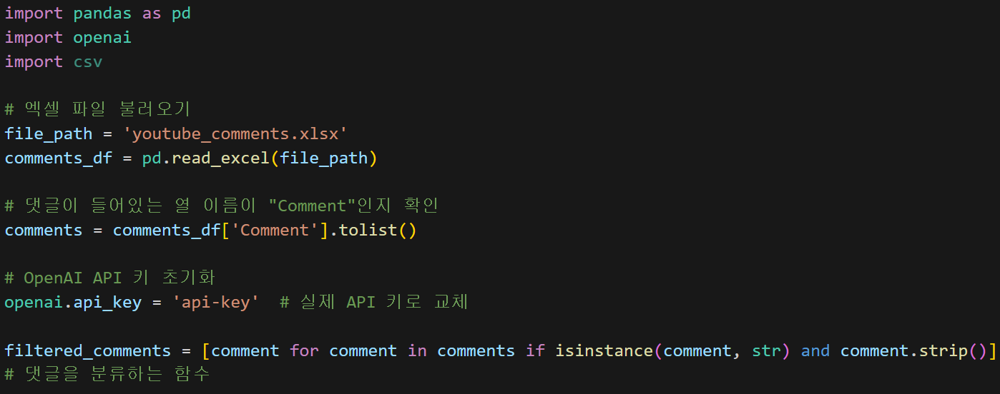 import pandas as pd
import openai
import csv
# 엑셀 파일 불러오기
file_path = 'youtube_comments.xlsx'
comments_df = pd.read_excel(file_path)
# 댓글이 들어있는 열 이름이 "Comment"인지 확인
comments = comments_df['Comment'].tolist()
# OpenAI API 키 초기화
openai.api_key = 'api-key'  # 실제 API 키로 교체
filtered_comments = [comment for comment in comments if isinstance(comment, str) and comment.strip()]
# 댓글을 분류하는 함수